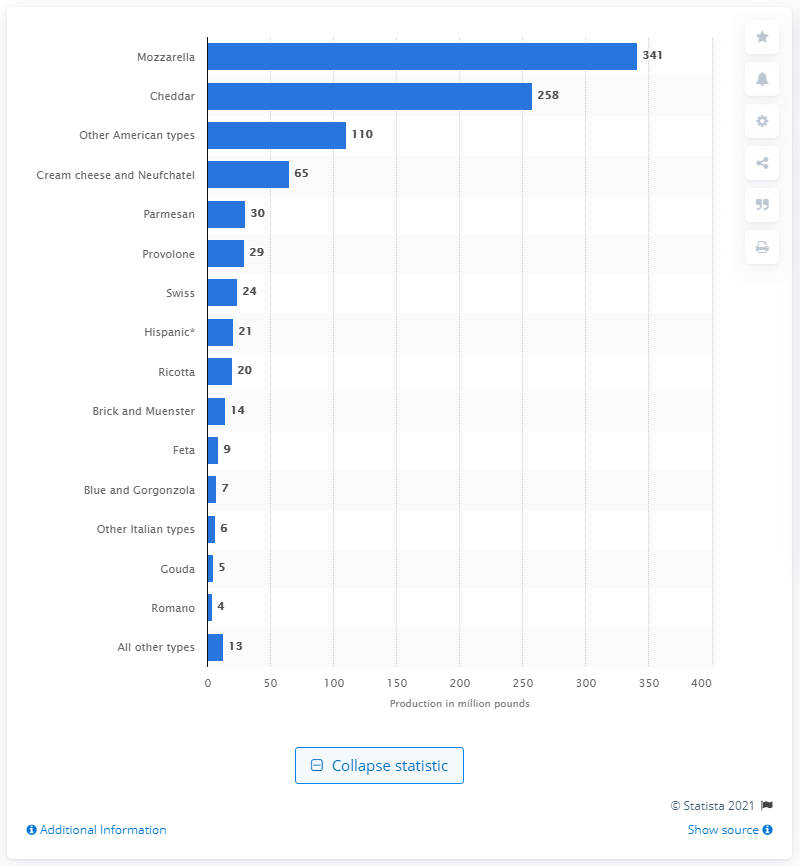 Mozzarella 341
Cheddar 258
Other American types 110
Cream cheese and Neufchatel 65
Parmesan 30
Provolone 29
Swiss 24
Hispanic* 21
Ricotta 20
Brick and Muenster 14
Feta 9
Blue and Gorgonzola 7
Other Italian types 6
Gouda 5
Romano 4
All other types 13
0 50 100 150 200 250 300 350 400
Production in million pounds
Collapse statistic
© Statista 2021
Additional Information Show source